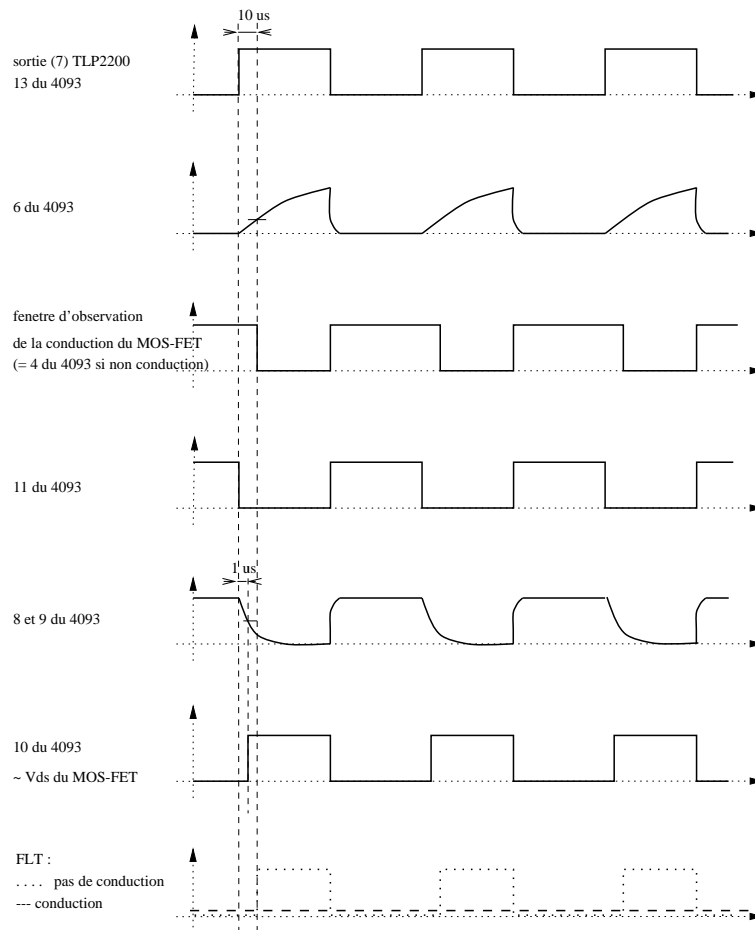 10 us
sortie (7) TLP2200
13 du 4093
6 du 4093
fenetre d'observation
de la conduction du MOS-FET
(= 4 du 4093 si non conduction)
11 du 4093
1 us
8 et 9 du 4093
10 du 4093
~ Vds du MOS-FET
FLT :
. . . . pas de conduction
--- conduction